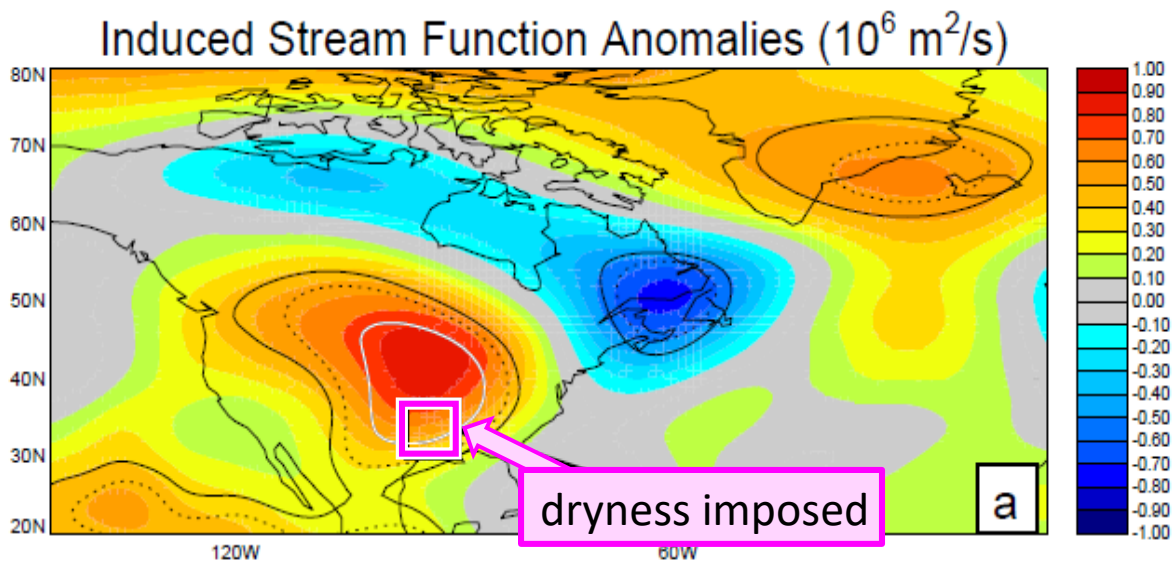 Induced Stream Function Anomalies (10⁶ m²/s)
80N
70N
60N
50N
40N
30N
20N
120W
60W
1.00
0.90
0.80
0.70
0.60
0.50
0.40
0.30
0.20
0.10
0.00
-0.10
-0.20
-0.30
-0.40
-0.50
-0.60
-0.70
-0.80
-0.90
-1.00
dryness imposed
a